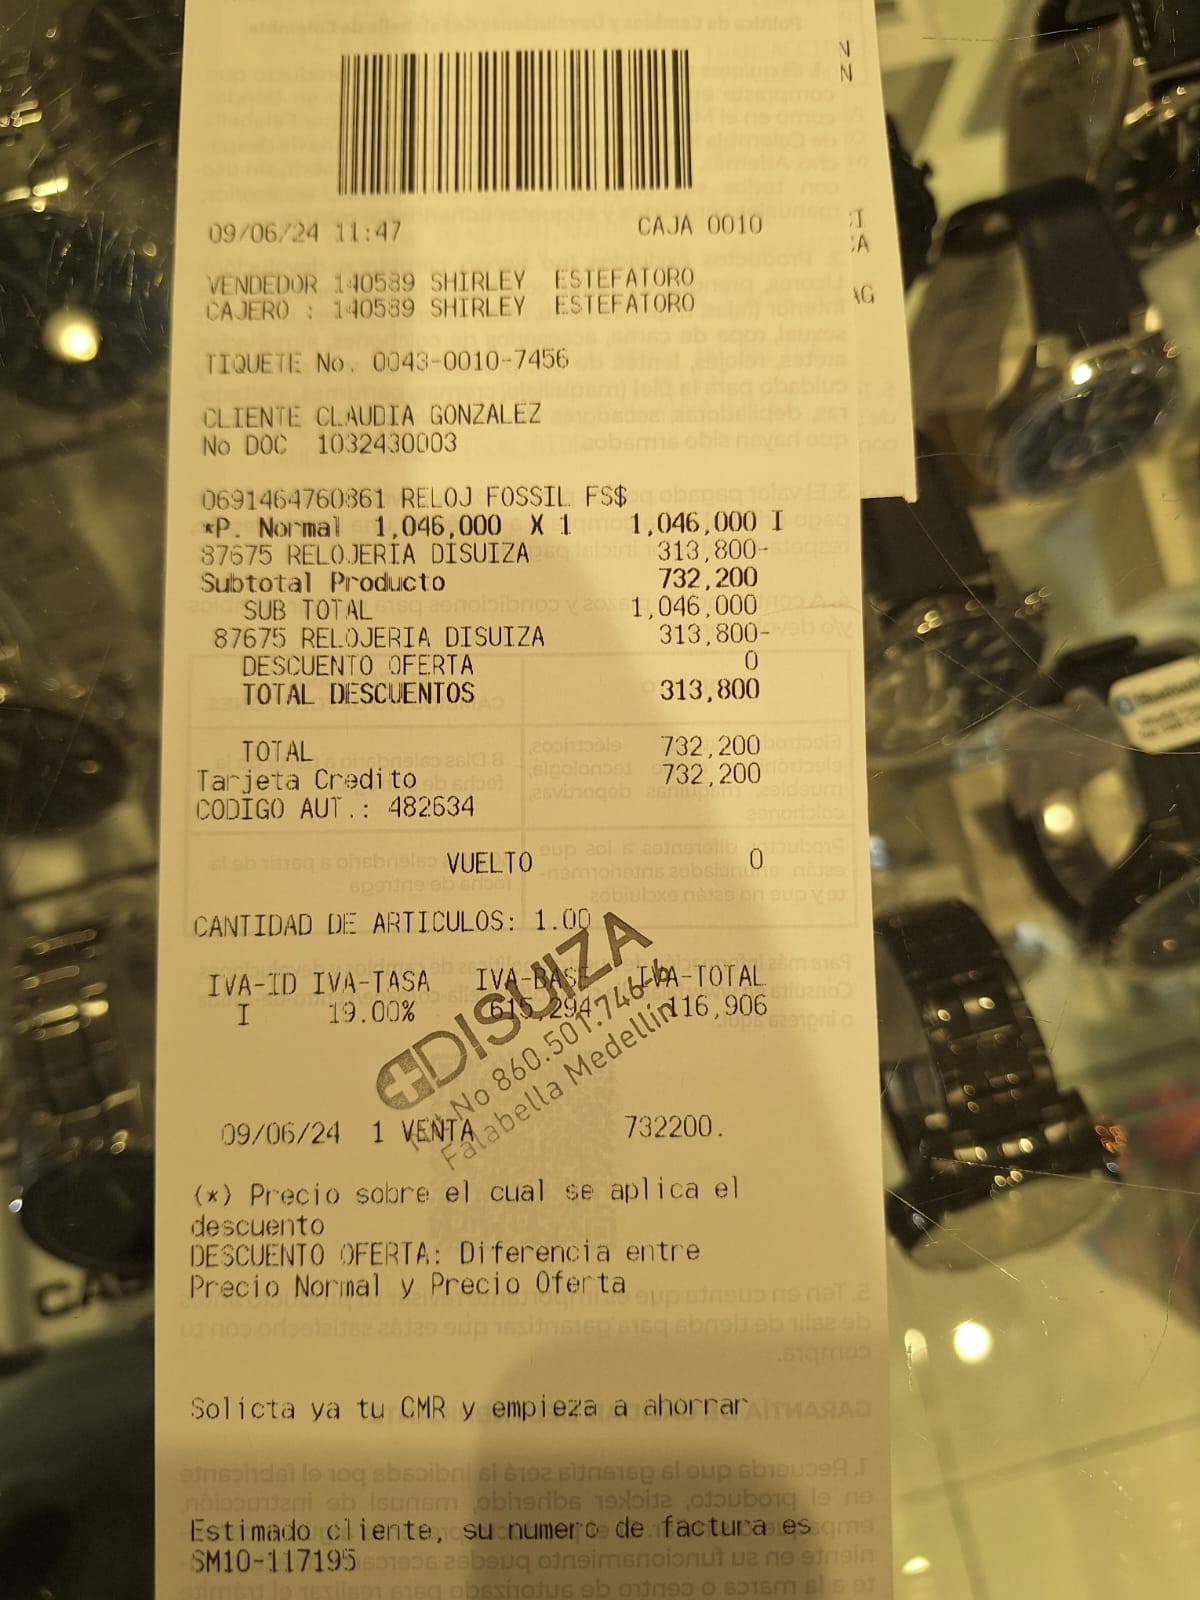 09/06/24 11:47 CAJA 0010
VENDEDOR 140589 SHIRLEY ESTEFATORO
CAJERO : 140589 SHIRLEY ESTEFATORO
TIQUETE No. 0043-0010-7456
CLIENTE CLAUDIA GONZALEZ
No DOC 1032430003
0691464760861 RELOJ FOSSIL FS$
*P. Normal 1,046,000 X 1 1,046,000 I
87675 RELOJERIA DISUIZA 313,800-
Subtotal Producto 732,200
SUB TOTAL 1,046,000
87675 RELOJERIA DISUIZA 313,800-
DESCUENTO OFERTA 0
TOTAL DESCUENTOS 313,800
TOTAL 732,200
Tarjeta Credito 732,200
CODIGO AUT.: 482634
VUELTO 0
CANTIDAD DE ARTICULOS: 1.00
IVA-ID IVA-TASA IVA-BASE IVA-TOTAL
I 19.00% 615,294 116,906
DISUIZA
No 860.501.746
Falabella Medellin
09/06/24 1 VENTA 732200.
(*) Precio sobre el cual se aplica el
descuento
DESCUENTO OFERTA: Diferencia entre
Precio Normal y Precio Oferta
Solicta ya tu CMR y empieza a ahorrar
Estimado cliente, su numero de factura es
SM10-117195